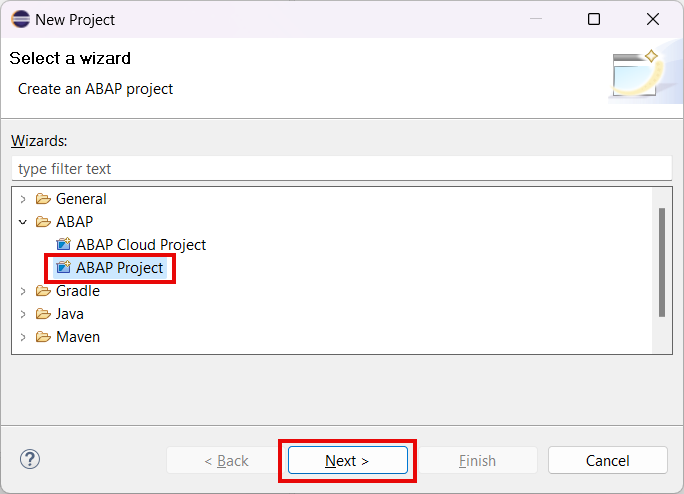 New Project
Select a wizard
Create an ABAP project
Wizards:
type filter text
General
ABAP
ABAP Cloud Project
ABAP Project
Gradle
Java
Maven
? < Back Next > Finish Cancel